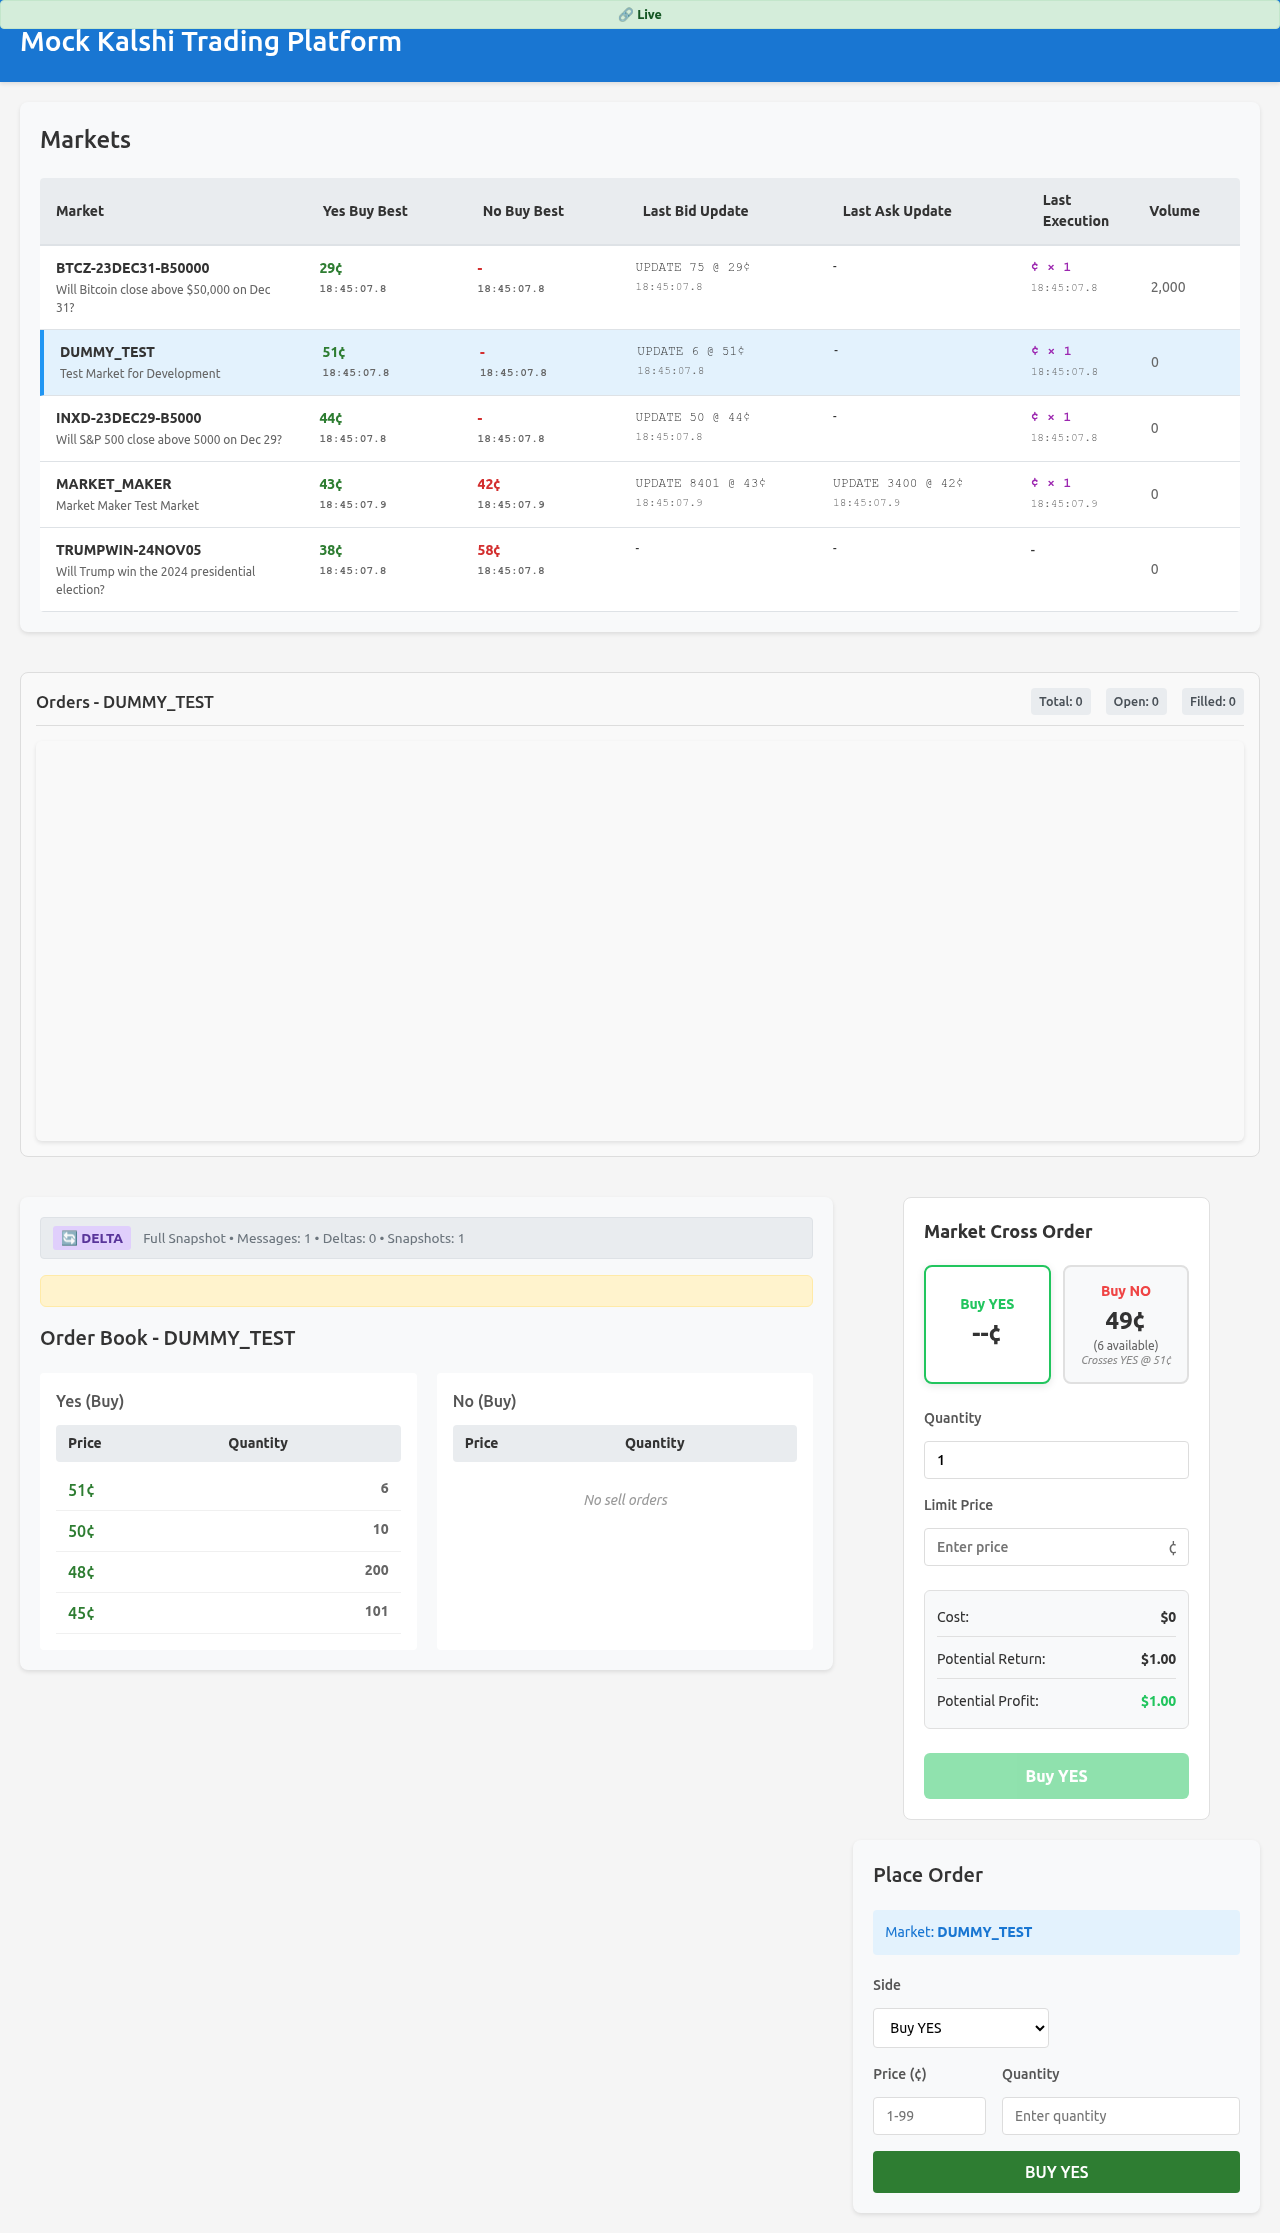 🔗 Live
Mock Kalshi Trading Platform
Markets
Market Yes Buy Best No Buy Best Last Bid Update Last Ask Update Last Execution Volume
BTCZ-23DEC31-B50000 29¢ - UPDATE 75 @ 29¢ - ¢ × 1
Will Bitcoin close above $50,000 on Dec 18:45:07.8 18:45:07.8 18:45:07.8 18:45:07.8 2,000
31?
DUMMY_TEST 51¢ - UPDATE 6 @ 51¢ - ¢ × 1
Test Market for Development 18:45:07.8 18:45:07.8 18:45:07.8 18:45:07.8 0
INXD-23DEC29-B5000 44¢ - UPDATE 50 @ 44¢ - ¢ × 1
Will S&P 500 close above 5000 on Dec 29? 18:45:07.8 18:45:07.8 18:45:07.8 18:45:07.8 0
MARKET_MAKER 43¢ 42¢ UPDATE 8401 @ 43¢ UPDATE 3400 @ 42¢ ¢ × 1
Market Maker Test Market 18:45:07.9 18:45:07.9 18:45:07.9 18:45:07.9 18:45:07.9 0
TRUMPWIN-24NOV05 38¢ 58¢ - - -
Will Trump win the 2024 presidential 18:45:07.8 18:45:07.8 0
election?
Orders - DUMMY_TEST Total: 0 Open: 0 Filled: 0
🔄 DELTA Full Snapshot • Messages: 1 • Deltas: 0 • Snapshots: 1
Order Book - DUMMY_TEST
Yes (Buy)
Price Quantity
51¢ 6
50¢ 10
48¢ 200
45¢ 101
No (Buy)
Price Quantity
No sell orders
Market Cross Order
Buy YES
--¢
Buy NO
49¢
(6 available)
Crosses YES @ 51¢
Quantity
1
Limit Price
Enter price ¢
Cost: $0
Potential Return: $1.00
Potential Profit: $1.00
Buy YES
Place Order
Market: DUMMY_TEST
Side
Buy YES
Price (¢) Quantity
1-99 Enter quantity
BUY YES